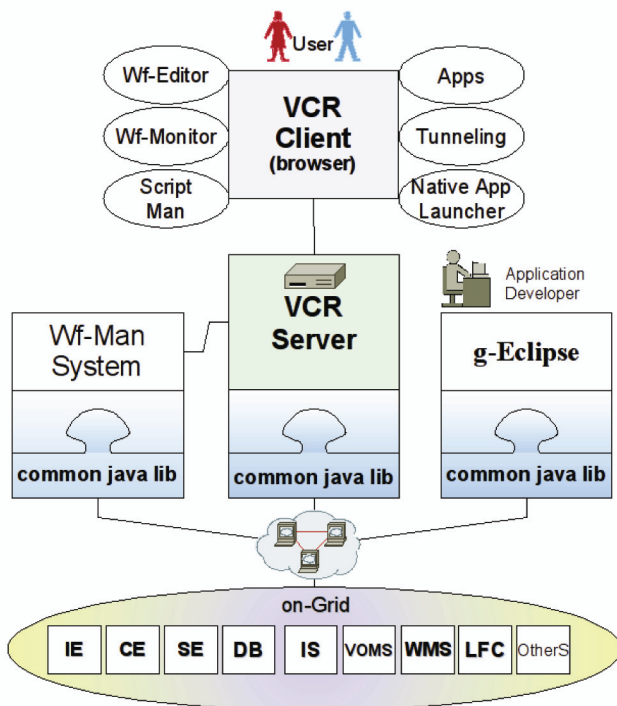 User
Wf-Editor
Wf-Monitor
Script
Man
VCR
Client
(browser)
Apps
Tunneling
Native App
Launcher
VCR
Server
Application
Developer
Wf-Man
System
g-Eclipse
common java lib
common java lib
common java lib
on-Grid
IE CE SE DB IS VOMS WMS LFC OtherS